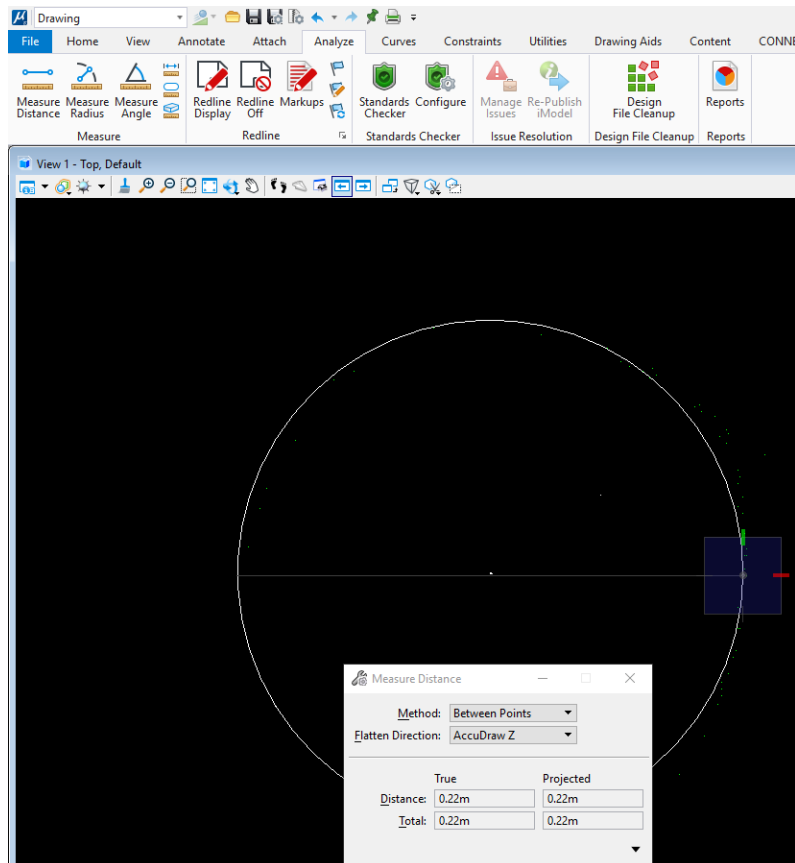 Drawing
File Home View Annotate Attach Analyze Curves Constraints Utilities Drawing Aids Content CONNE
Measure Distance
Measure Radius
Measure Angle
Redline Display
Redline Off
Markups
Standards Checker
Configure
Manage Issues
Re-Publish iModel
Design File Cleanup
Reports
Measure Redline Standards Checker Issue Resolution Design File Cleanup Reports
View 1 - Top, Default
Measure Distance
Method: Between Points
Flatten Direction: AccuDraw Z
True Projected
Distance: 0.22m 0.22m
Total: 0.22m 0.22m